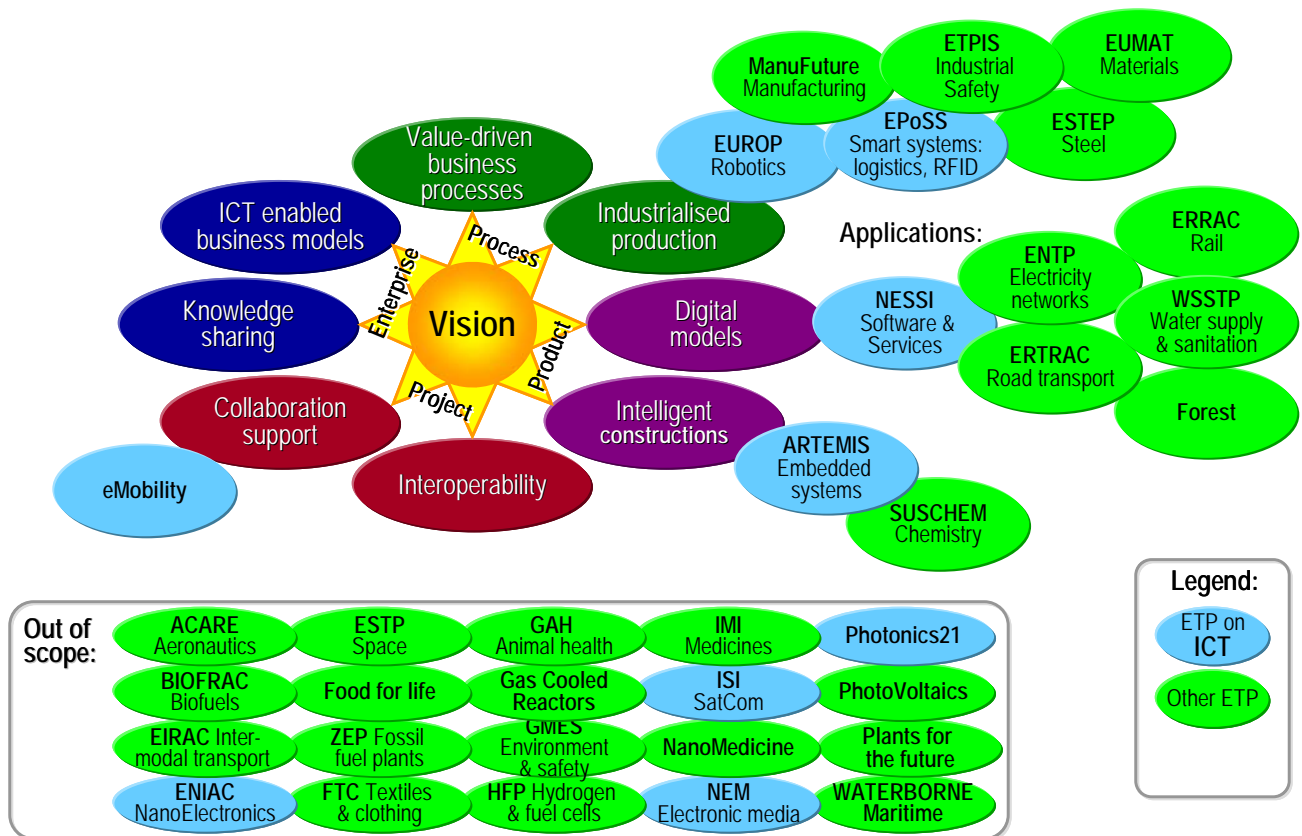 ManuFuture
Manufacturing
ETPIS
Industrial
Safety
EUMAT
Materials
EUROP
Robotics
EPoSS
Smart systems:
logistics, RFID
ESTEP
Steel
Value-driven
business
processes
ICT enabled
business models
Industrialised
production
Knowledge
sharing
Digital
models
Collaboration
support
Intelligent
constructions
Interoperability
Process
Enterprise
Vision
Product
Project
Applications:
ERRAC
Rail
ENTP
Electricity
networks
NESSI
Software &
Services
WSSTP
Water supply
& sanitation
ERTRAC
Road transport
Forest
ARTEMIS
Embedded
systems
eMobility
SUSCHEM
Chemistry
Legend:
ETP on
ICT
Other ETP
Out of
scope:
ACARE
Aeronautics
ESTP
Space
GAH
Animal health
IMI
Medicines
Photonics21
BIOFRAC
Biofuels
Food for life
Gas Cooled
Reactors
ISI
SatCom
PhotoVoltaics
EIRAC Inter-
modal transport
ZEP Fossil
fuel plants
GMES
Environment
& safety
NanoMedicine
Plants for
the future
ENIAC
NanoElectronics
FTC Textiles
& clothing
HFP Hydrogen
& fuel cells
NEM
Electronic media
WATERBORNE
Maritime